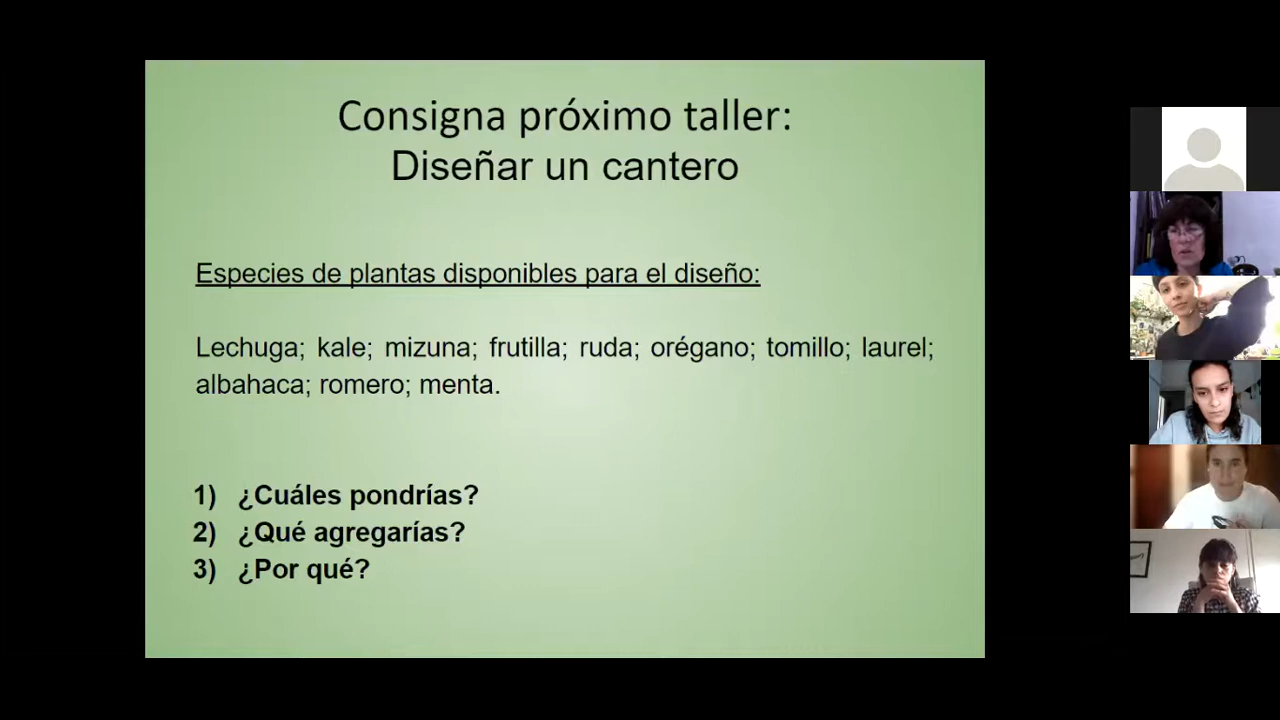 Consigna próximo taller:
Diseñar un cantero
Especies de plantas disponibles para el diseño:
Lechuga; kale; mizuna; frutilla; ruda; orégano; tomillo; laurel;
albahaca; romero; menta.
1) ¿Cuáles pondrías?
2) ¿Qué agregarías?
3) ¿Por qué?